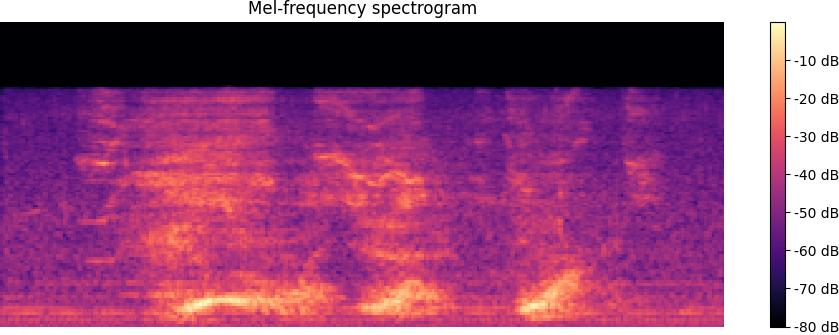 Mel-frequency spectrogram
-10 dB
-20 dB
-30 dB
-40 dB
-50 dB
-60 dB
-70 dB
-80 dB